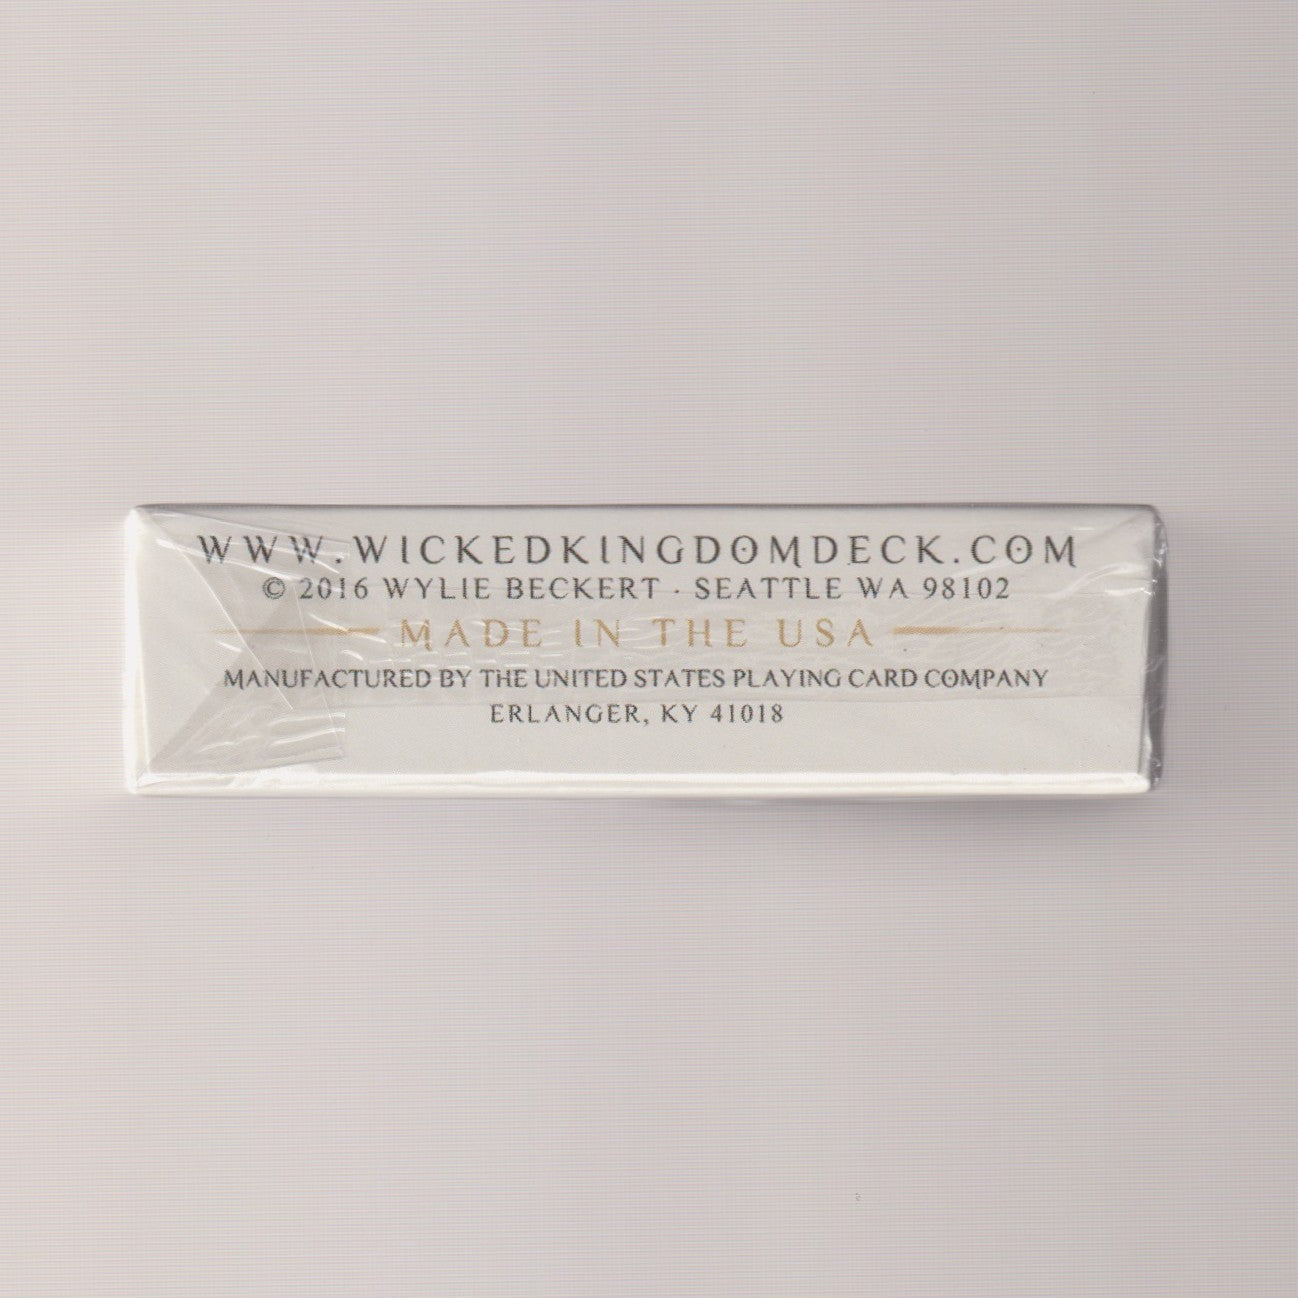 WWW.WICKEDKINGDOMDECK.COM
© 2016 WYLIE BECKERT · SEATTLE WA 98102
MADE IN THE USA
MANUFACTURED BY THE UNITED STATES PLAYING CARD COMPANY
ERLANGER, KY 41018